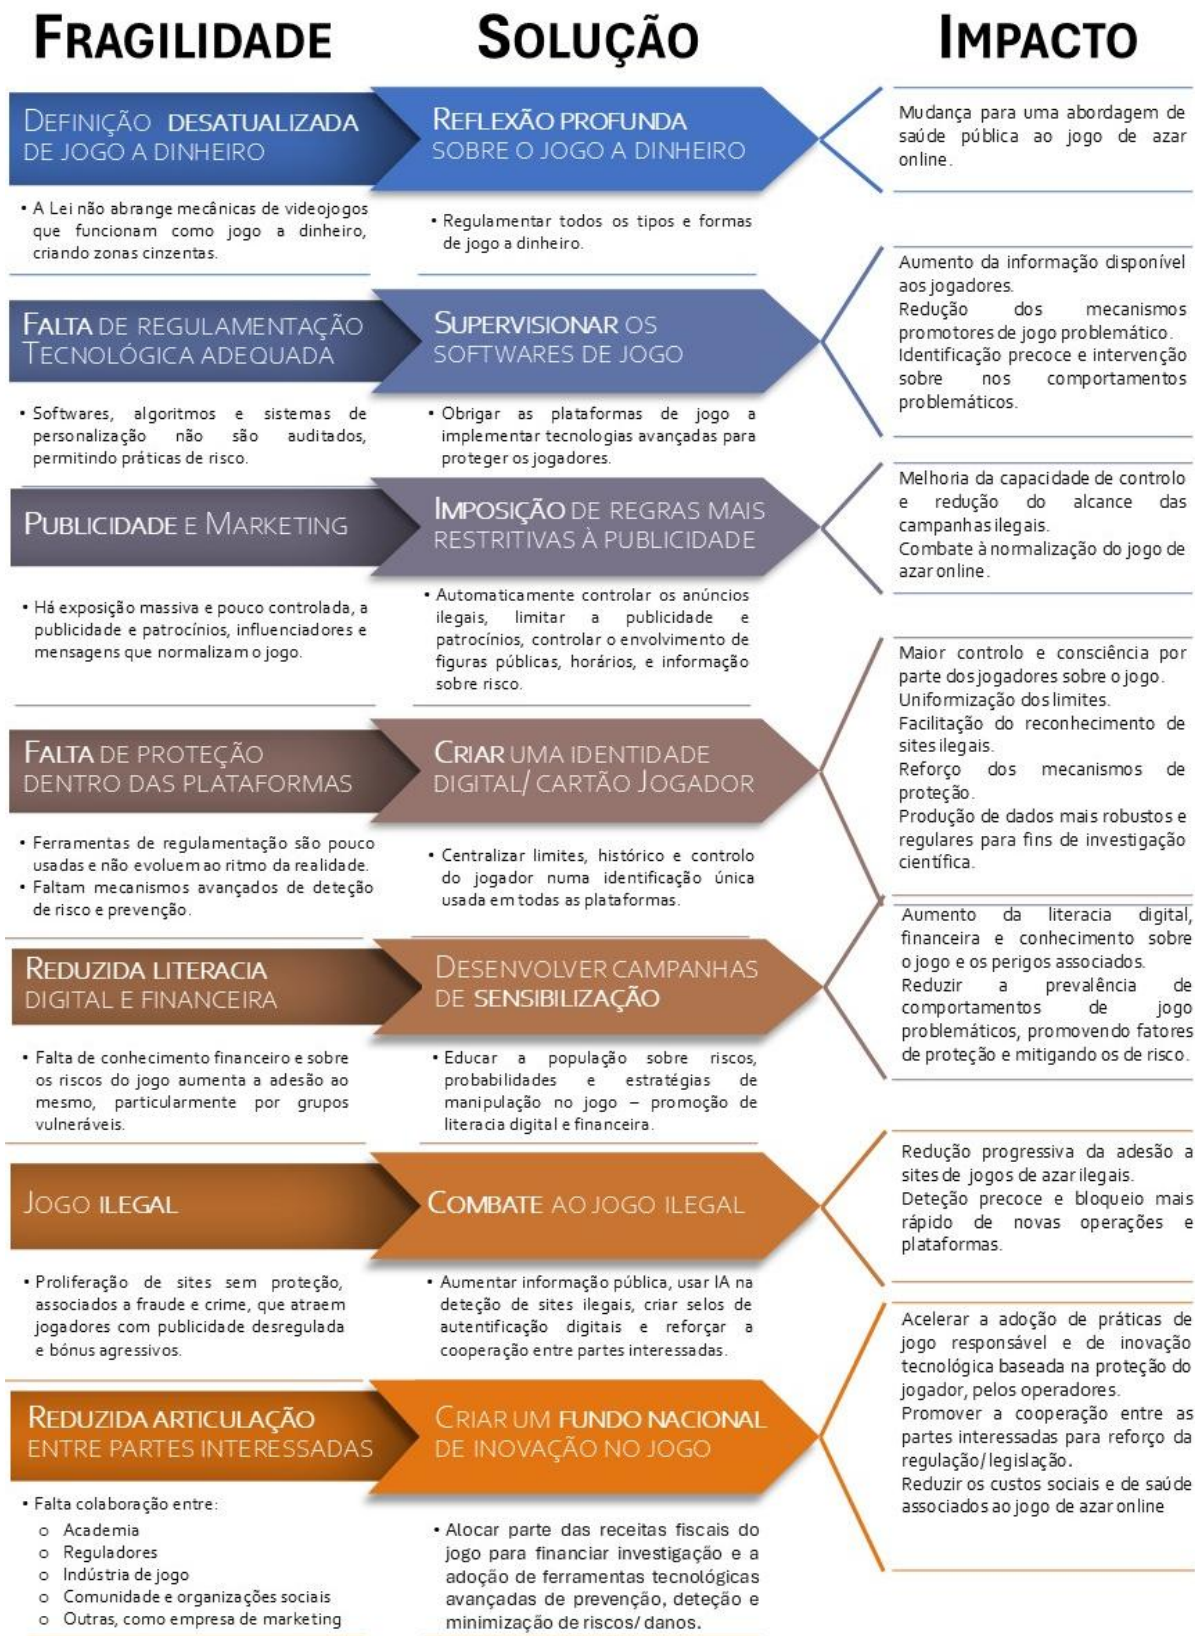 FRAGILIDADE
SOLUÇÃO
IMPACTO
DEFINIÇÃO DESATUALIZADA
DE JOGO A DINHEIRO
• A Lei não abrange mecânicas de videojogos
que funcionam como jogo a dinheiro,
criando zonas cinzentas.
REFLEXÃO PROFUNDA
SOBRE O JOGO A DINHEIRO
• Regulamentar todos os tipos e formas
de jogo a dinheiro.
Mudança para uma abordagem de
saúde pública ao jogo de azar
online.
FALTA DE REGULAMENTAÇÃO
TECNOLÓGICA ADEQUADA
• Softwares, algoritmos e sistemas de
personalização não são auditados,
permitindo práticas de risco.
SUPERVISIONAR OS
SOFTWARES DE JOGO
• Obrigar as plataformas de jogo a
implementar tecnologias avançadas para
proteger os jogadores.
Aumento da informação disponível
aos jogadores.
Redução dos mecanismos
promotores de jogo problemático.
Identificação precoce e intervenção
sobre nos comportamentos
problemáticos.
PUBLICIDADE E MARKETING
• Há exposição massiva e pouco controlada, a
publicidade e patrocínios, influenciadores e
mensagens que normalizam o jogo.
IMPOSIÇÃO DE REGRAS MAIS
RESTRITIVAS À PUBLICIDADE
• Automaticamente controlar os anúncios
ilegais, limitar a publicidade e
patrocínios, controlar o envolvimento de
figuras públicas, horários, e informação
sobre risco.
Melhoria da capacidade de controlo
e redução do alcance das
campanhas ilegais.
Combate à normalização do jogo de
azar online.
FALTA DE PROTEÇÃO
DENTRO DAS PLATAFORMAS
• Ferramentas de regulamentação são pouco
usadas e não evoluem ao ritmo da realidade.
• Faltam mecanismos avançados de deteção
de risco e prevenção.
CRIAR UMA IDENTIDADE
DIGITAL/ CARTÃO JOGADOR
• Centralizar limites, histórico e controlo
do jogador numa identificação única
usada em todas as plataformas.
Maior controlo e consciência por
parte dos jogadores sobre o jogo.
Uniformização dos limites.
Facilitação do reconhecimento de
sites ilegais.
Reforço dos mecanismos de
proteção.
Produção de dados mais robustos e
regulares para fins de investigação
científica.
REDUZIDA LITERACIA
DIGITAL E FINANCEIRA
• Falta de conhecimento financeiro e sobre
os riscos do jogo aumenta a adesão ao
mesmo, particularmente por grupos
vulneráveis.
DESENVOLVER CAMPANHAS
DE SENSIBILIZAÇÃO
• Educar a população sobre riscos,
probabilidades e estratégias de
manipulação no jogo – promoção de
literacia digital e financeira.
Aumento da literacia digital,
financeira e conhecimento sobre
o jogo e os perigos associados.
Reduzir a prevalência de
comportamentos de jogo
problemáticos, promovendo fatores
de proteção e mitigando os de risco.
JOGO ILEGAL
• Proliferação de sites sem proteção,
associados a fraude e crime, que atraem
jogadores com publicidade desregulada
e bónus agressivos.
COMBATE AO JOGO ILEGAL
• Aumentar informação pública, usar IA na
deteção de sites ilegais, criar selos de
autentificação digitais e reforçar a
cooperação entre partes interessadas.
Redução progressiva da adesão a
sites de jogos de azar ilegais.
Deteção precoce e bloqueio mais
rápido de novas operações e
plataformas.
REDUZIDA ARTICULAÇÃO
ENTRE PARTES INTERESSADAS
• Falta colaboração entre:
o Academia
o Reguladores
o Indústria de jogo
o Comunidade e organizações sociais
o Outras, como empresa de marketing
CRIAR UM FUNDO NACIONAL
DE INOVAÇÃO NO JOGO
• Alocar parte das receitas fiscais do
jogo para financiar investigação e a
adoção de ferramentas tecnológicas
avançadas de prevenção, deteção e
minimização de riscos/ danos.
Acelerar a adoção de práticas de
jogo responsável e de inovação
tecnológica baseada na proteção do
jogador, pelos operadores.
Promover a cooperação entre as
partes interessadas para reforço da
regulação/legislação.
Reduzir os custos sociais e de saúde
associados ao jogo de azar online